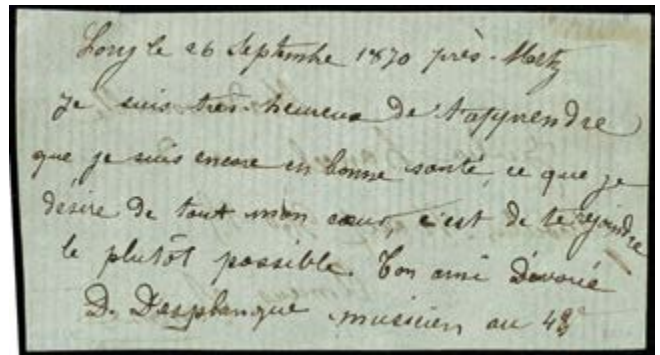 Lory le 26 Septembre 1870 près-Metz
Je suis très-heureux de t'apprendre
que je suis encore en bonne santé, ce que je
désire de tout mon cœur, c'est de te rejoindre
le plutôt possible. Ton ami Dévoué
D. Desplanque musicien au 43e